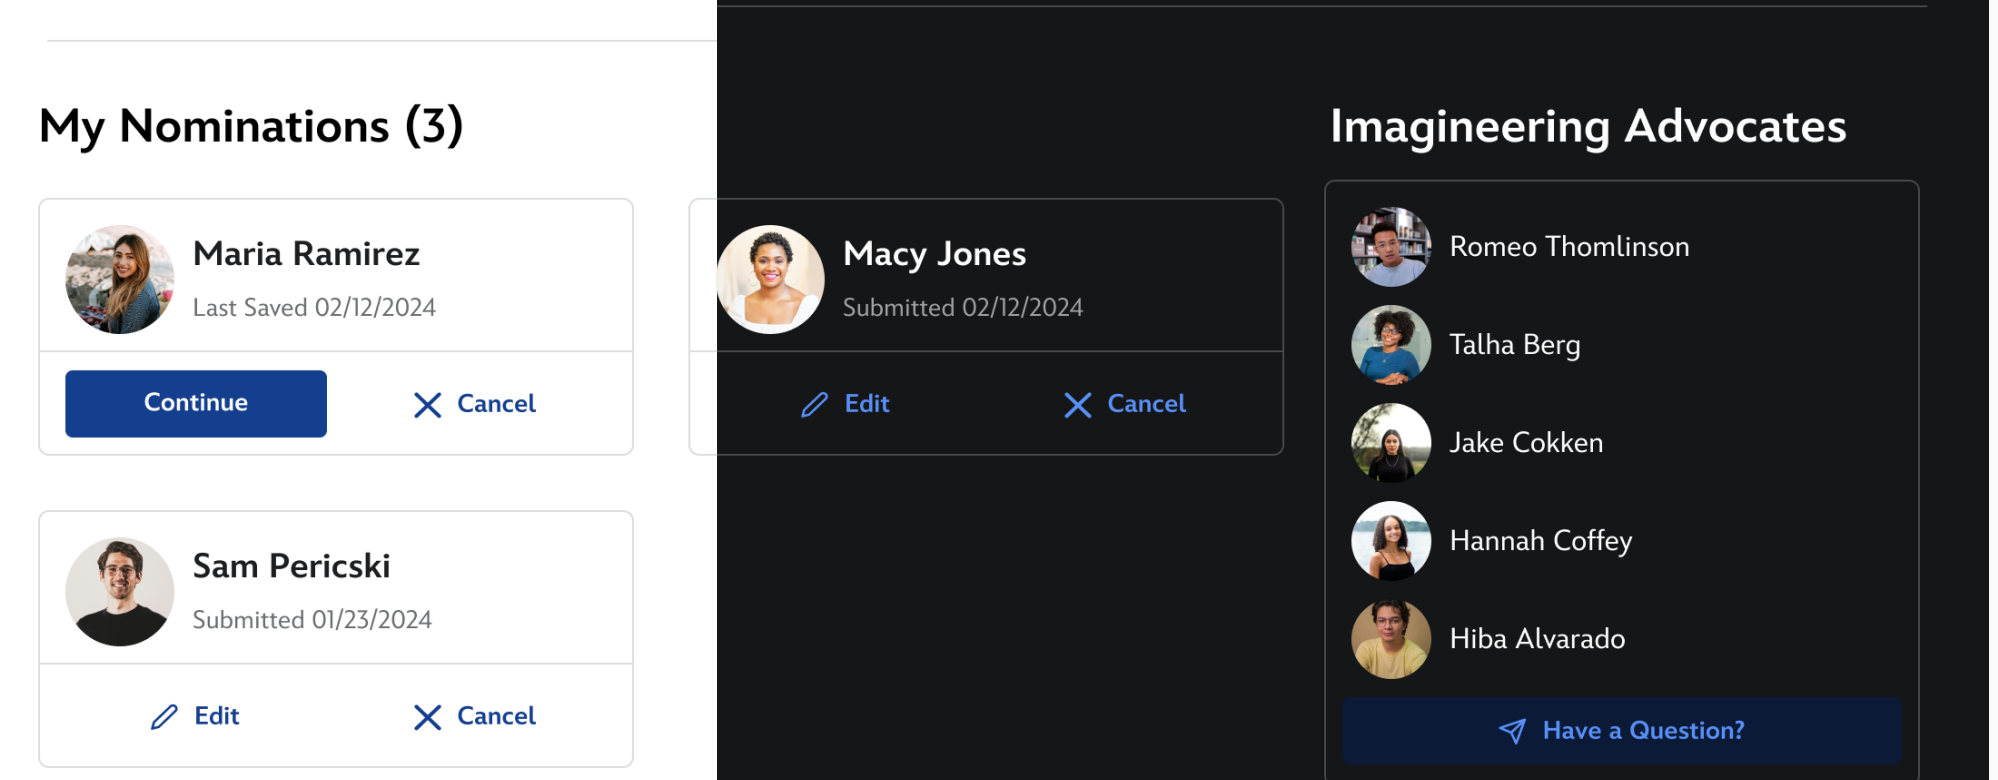 My Nominations (3)
Maria Ramirez
Last Saved 02/12/2024
Continue
Cancel
Macy Jones
Submitted 02/12/2024
Edit
Cancel
Sam Pericski
Submitted 01/23/2024
Edit
Cancel
Imagineering Advocates
Romeo Thomlinson
Talha Berg
Jake Cokken
Hannah Coffey
Hiba Alvarado
Have a Question?